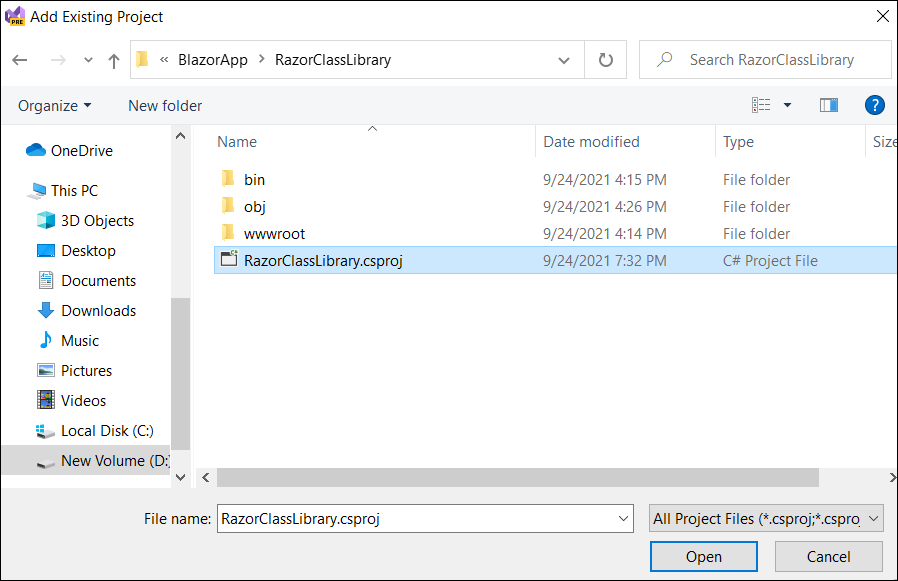 Add Existing Project
« BlazorApp > RazorClassLibrary
Search RazorClassLibrary
Organize
New folder
?
OneDrive
This PC
3D Objects
Desktop
Documents
Downloads
Music
Pictures
Videos
Local Disk (C:)
New Volume (D:)
Name Date modified Type Size
bin 9/24/2021 4:15 PM File folder
obj 9/24/2021 4:26 PM File folder
wwwroot 9/24/2021 4:14 PM File folder
RazorClassLibrary.csproj 9/24/2021 7:32 PM C# Project File
File name: RazorClassLibrary.csproj
All Project Files (*.csproj;*.cspro
Open
Cancel